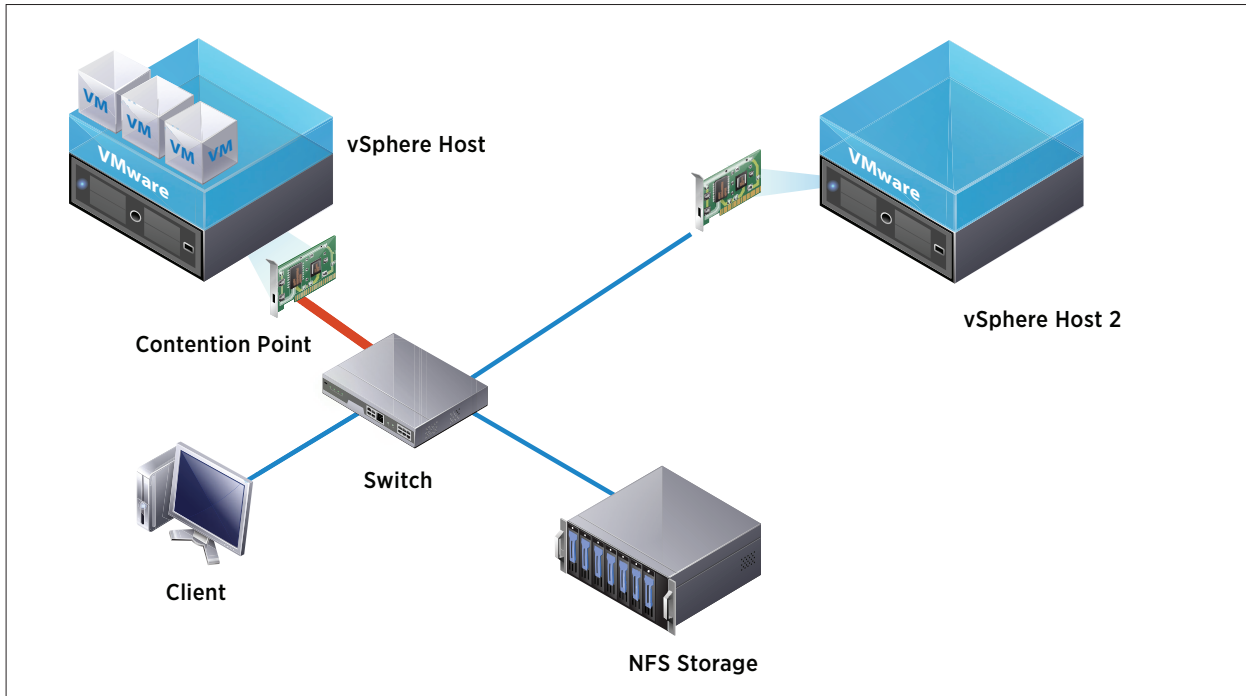 VM
VM
VM
VM
VMware
vSphere Host
VMware
vSphere Host 2
Contention Point
Switch
Client
NFS Storage